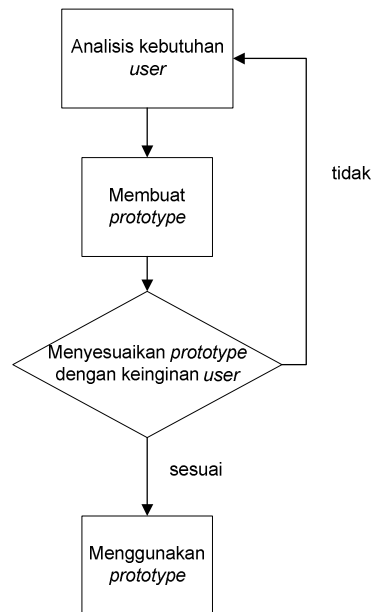 Analisis kebutuhan
user
tidak
Membuat
prototype
Menyesuaikan prototype
dengan keinginan user
sesuai
Menggunakan
prototype